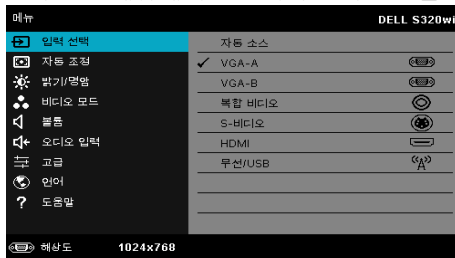 메뉴
DELL S320wi
입력 선택
자동 조정
밝기/명암
비디오 모드
볼륨
오디오 입력
고급
언어
도움말
자동 소스
VGA-A
VGA-B
복합 비디오
S-비디오
HDMI
무선/USB
해상도 1024x768